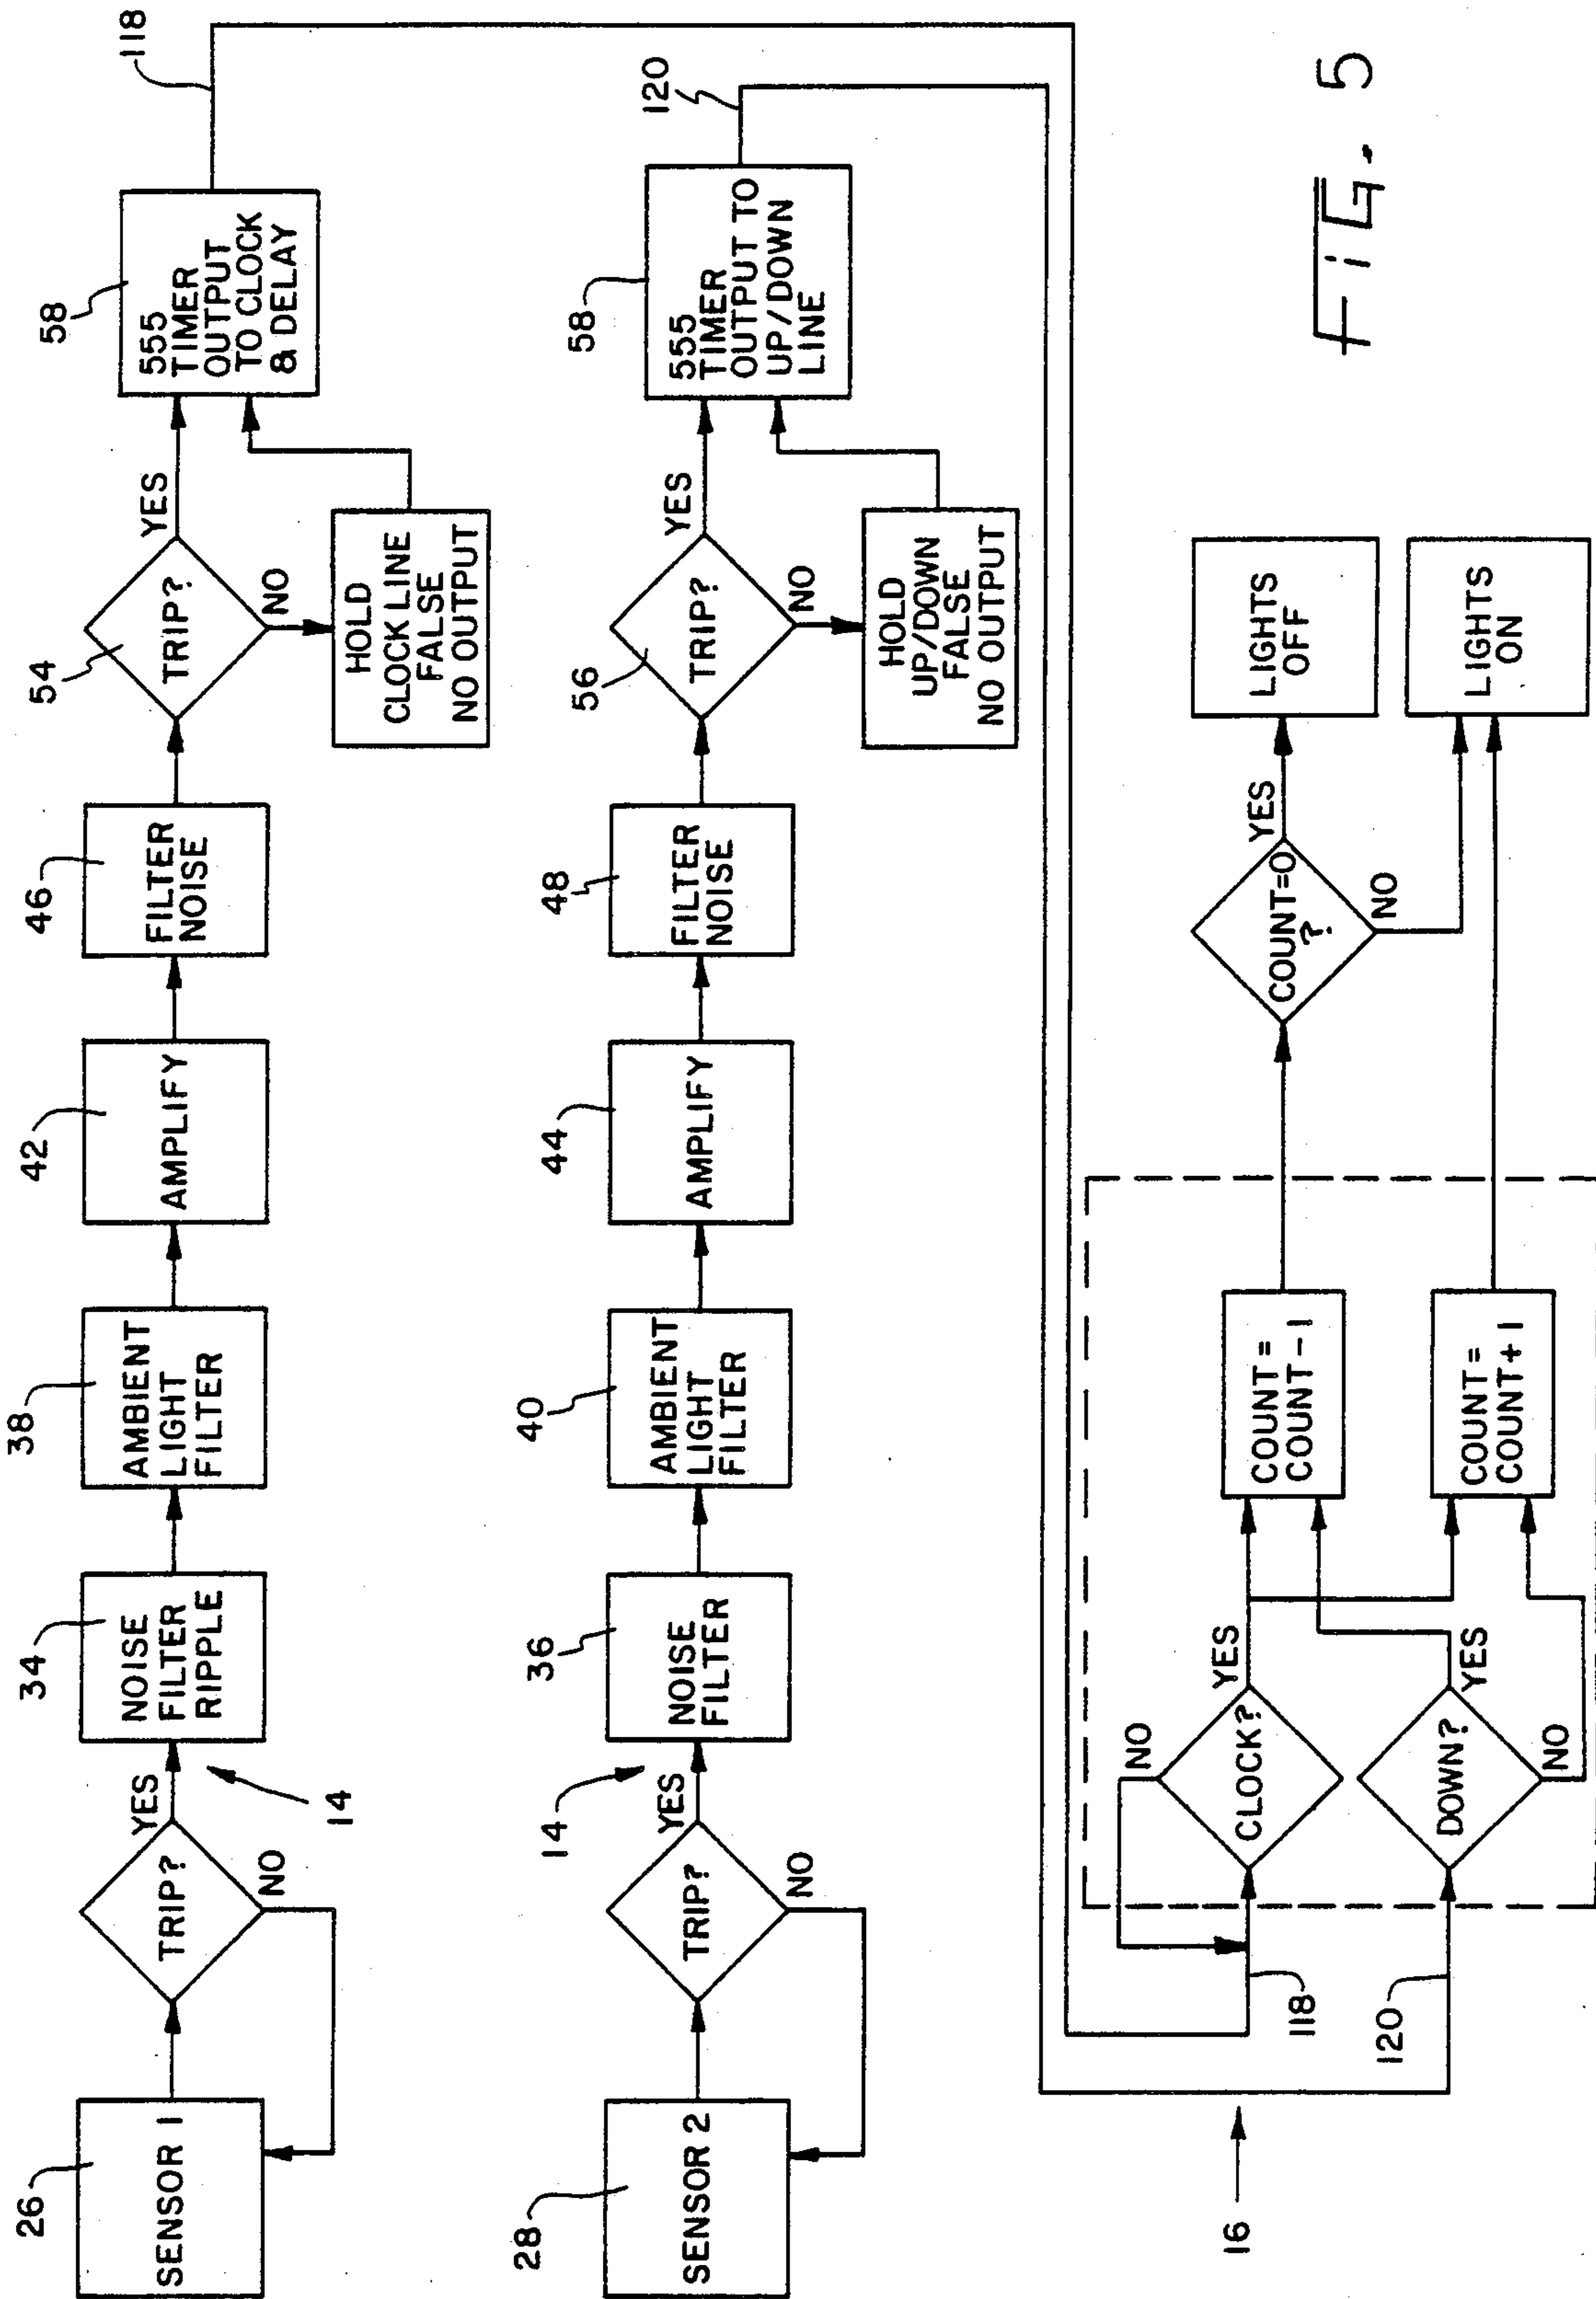 26
SENSOR 1
TRIP?
YES
NO
14
34
NOISE
FILTER
RIPPLE
38
AMBIENT
LIGHT
FILTER
42
AMPLIFY
46
FILTER
NOISE
54
TRIP?
YES
NO
HOLD
CLOCK LINE
FALSE
NO OUTPUT
58
555
TIMER
OUTPUT
TO CLOCK
& DELAY
118
28
SENSOR 2
TRIP?
YES
NO
14
36
NOISE
FILTER
40
AMBIENT
LIGHT
FILTER
44
AMPLIFY
48
FILTER
NOISE
56
TRIP?
YES
NO
HOLD
UP/DOWN
FALSE
NO OUTPUT
58
555
TIMER
OUTPUT TO
UP/DOWN
LINE
120
16
118
120
NO
CLOCK?
YES
DOWN?
YES
NO
COUNT=
COUNT-1
COUNT=
COUNT+1
COUNT=0
?
YES
NO
LIGHTS
OFF
LIGHTS
ON
FiG. 5